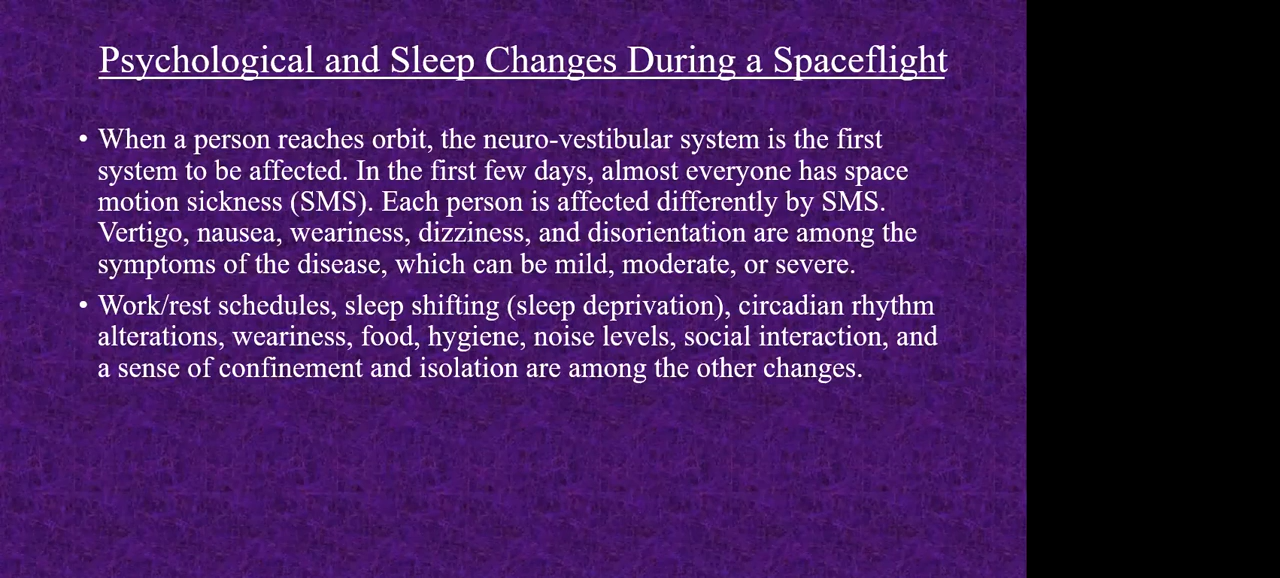 Psychological and Sleep Changes During a Spaceflight
• When a person reaches orbit, the neuro-vestibular system is the first
system to be affected. In the first few days, almost everyone has space
motion sickness (SMS). Each person is affected differently by SMS.
Vertigo, nausea, weariness, dizziness, and disorientation are among the
symptoms of the disease, which can be mild, moderate, or severe.
• Work/rest schedules, sleep shifting (sleep deprivation), circadian rhythm
alterations, weariness, food, hygiene, noise levels, social interaction, and
a sense of confinement and isolation are among the other changes.